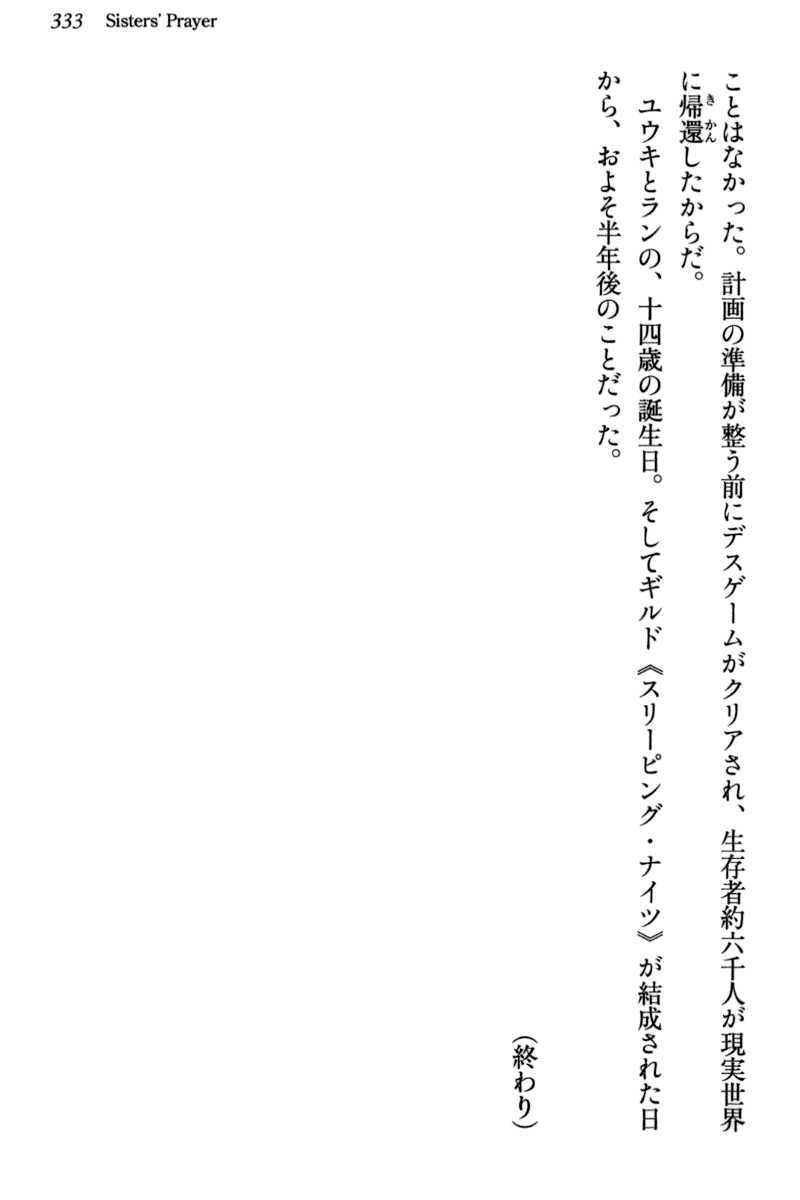 333 Sisters' Prayer
ことはなかった。計画の準備が整う前にデスゲームがクリアされ、生存者約六千人が現実世界
に帰還したからだ。
ユウキとランの、十四歳の誕生日。そしてギルド《スリーピング・ナイツ》が結成された日
から、およそ半年後のことだった。
（終わり）